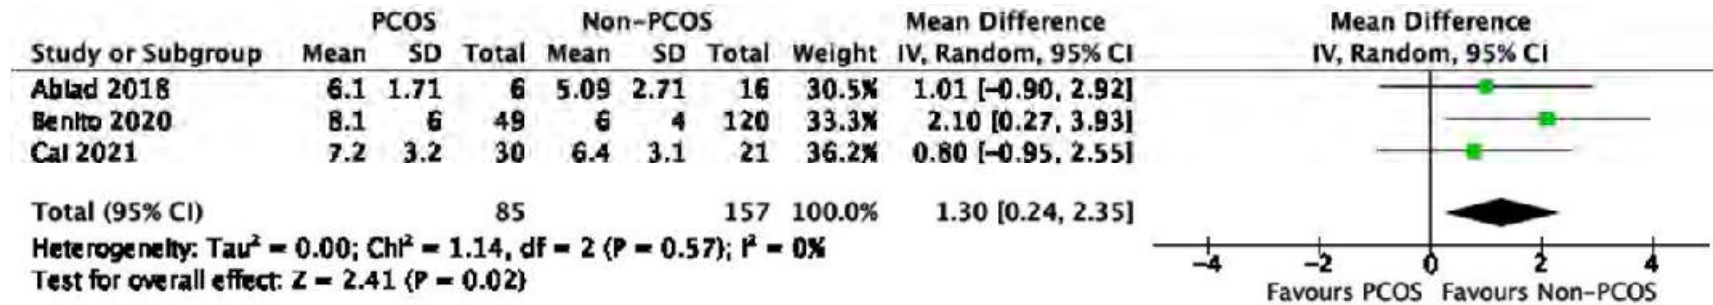 PCOS Non-PCOS Mean Difference Mean Difference
Study or Subgroup Mean SD Total Mean SD Total Weight IV, Random, 95% CI IV, Random, 95% CI
Ablad 2018 6.1 1.71 6 5.09 2.71 16 30.5% 1.01 [-0.90, 2.92]
Benito 2020 8.1 6 49 6 4 120 33.3% 2.10 [0.27, 3.93]
Cai 2021 7.2 3.2 30 6.4 3.1 21 36.2% 0.80 [-0.95, 2.55]
Total (95% CI) 85 157 100.0% 1.30 [0.24, 2.35]
Heterogeneity: Tau² = 0.00; Chi² = 1.14, df = 2 (P = 0.57); I² = 0%
Test for overall effect: Z = 2.41 (P = 0.02)
-4 -2 0 2 4
Favours PCOS Favours Non-PCOS